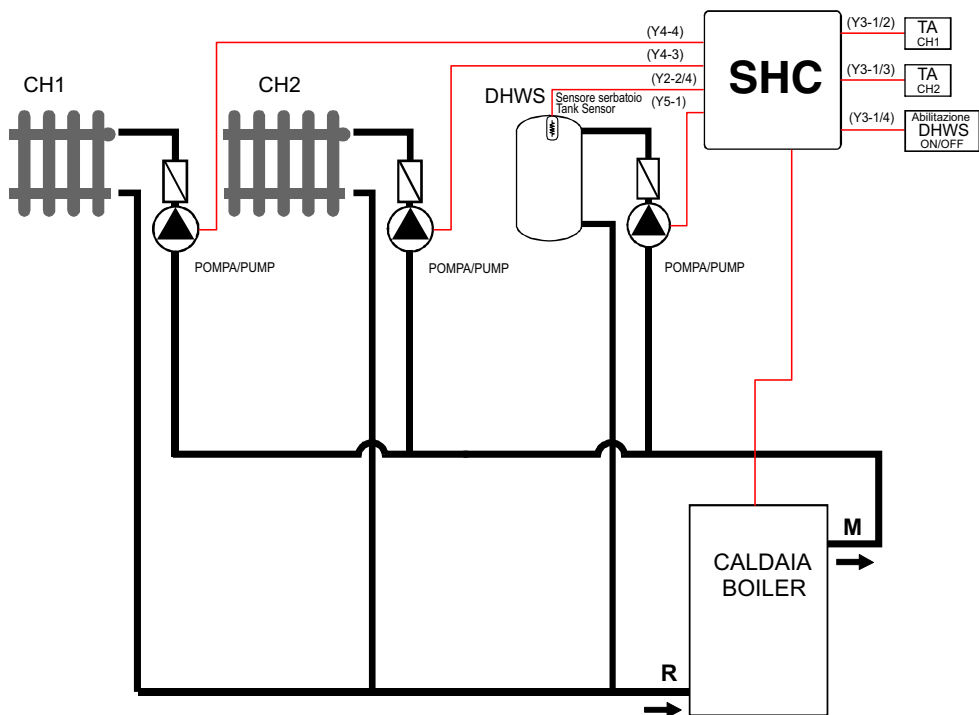 (Y4-4)
(Y3-1/2)
TA
CH1
(Y4-3)
SHC
CH1
CH2
(Y2-2/4)
(Y3-1/3)
TA
CH2
DHWS
Sensore serbatoio
Tank Sensor
(Y5-1)
(Y3-1/4)
Abilitazione
DHWS
ON/OFF
POMPA/PUMP
POMPA/PUMP
POMPA/PUMP
M
CALDAIA
BOILER
R